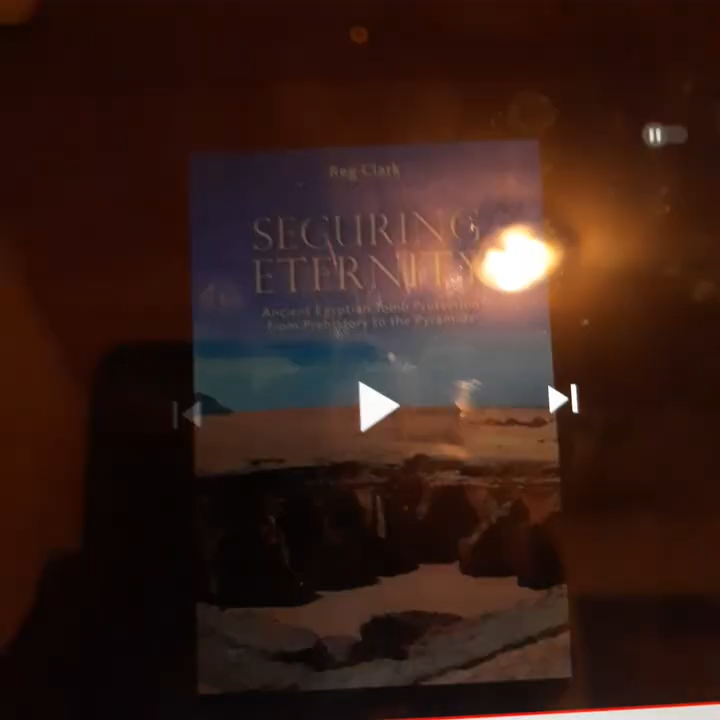 Reg Clark
SECURING
ETERNITY
Ancient Egyptian Tomb Protection
from Prehistory to the Pyramids